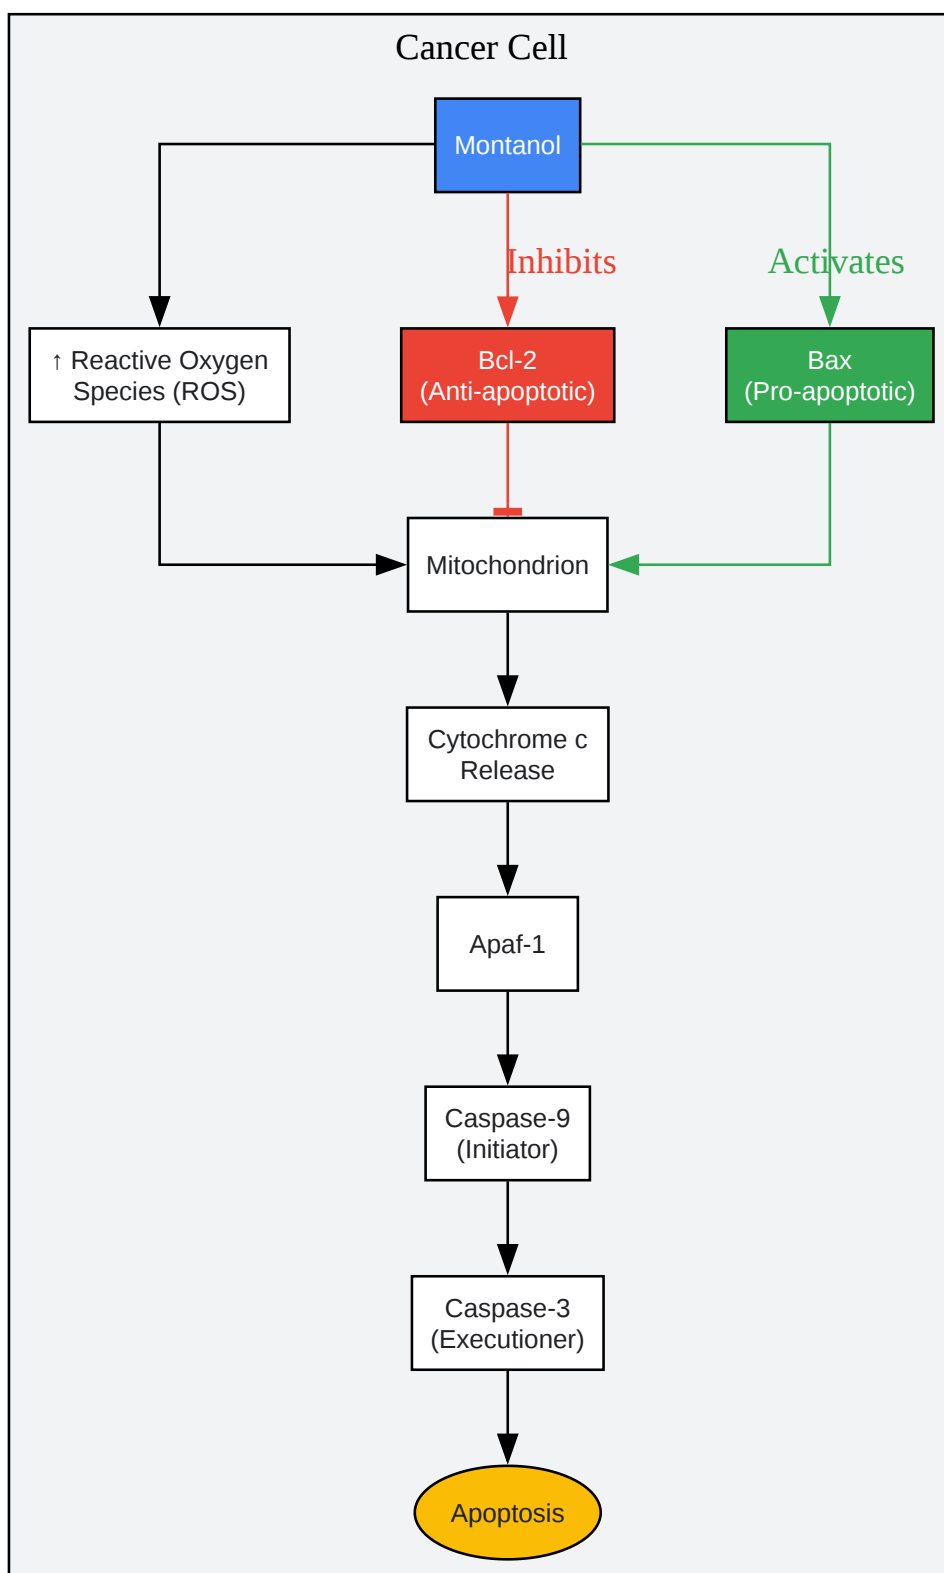 Cancer Cell
Montanol
Inhibits
Activates
↑ Reactive Oxygen
Species (ROS)
Bcl-2
(Anti-apoptotic)
Bax
(Pro-apoptotic)
Mitochondrion
Cytochrome c
Release
Apaf-1
Caspase-9
(Initiator)
Caspase-3
(Executioner)
Apoptosis